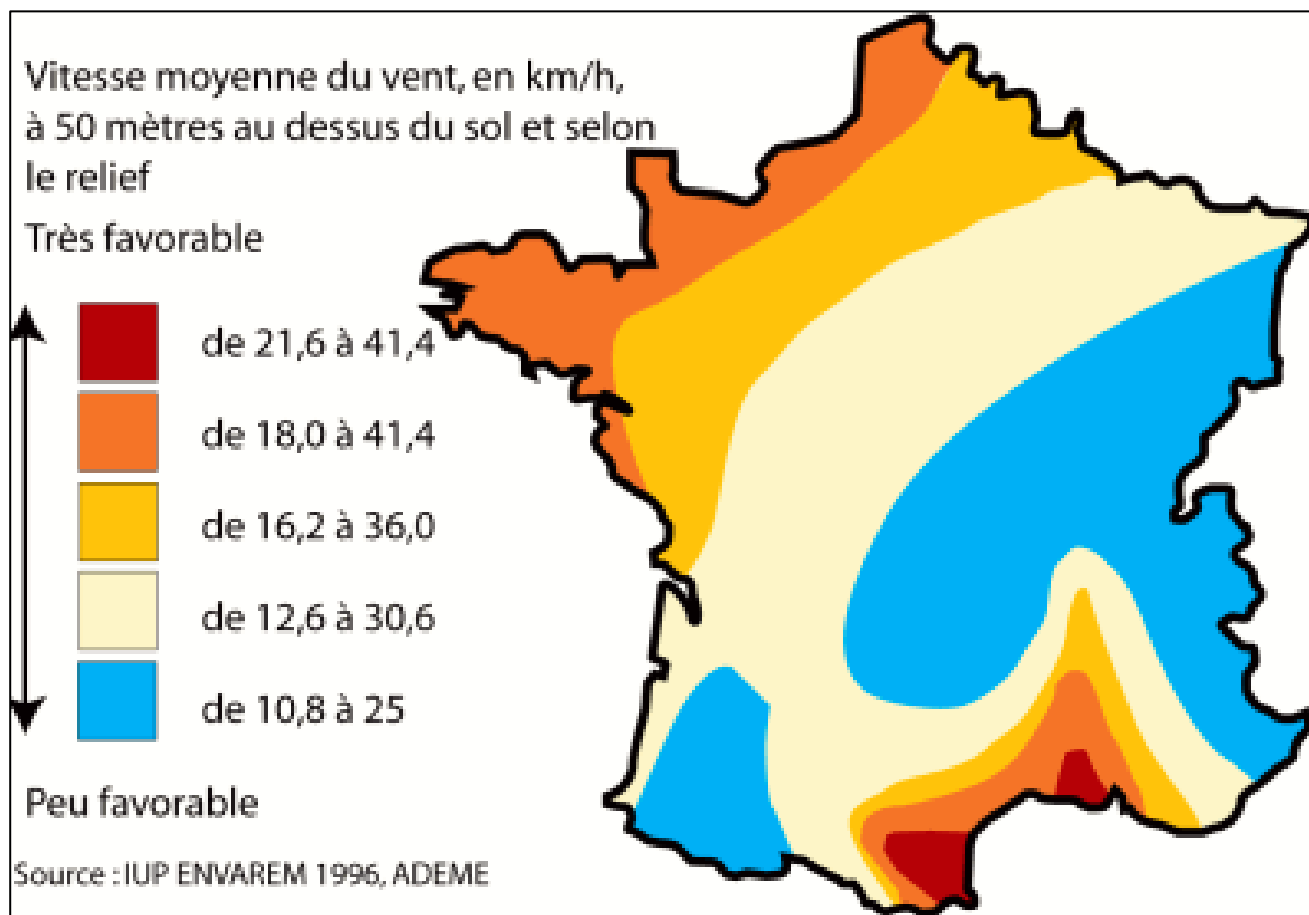 Vitesse moyenne du vent, en km/h,
à 50 mètres au dessus du sol et selon
le relief
Très favorable
de 21,6 à 41,4
de 18,0 à 41,4
de 16,2 à 36,0
de 12,6 à 30,6
de 10,8 à 25
Peu favorable
Source : IUP ENVAREM 1996, ADEME